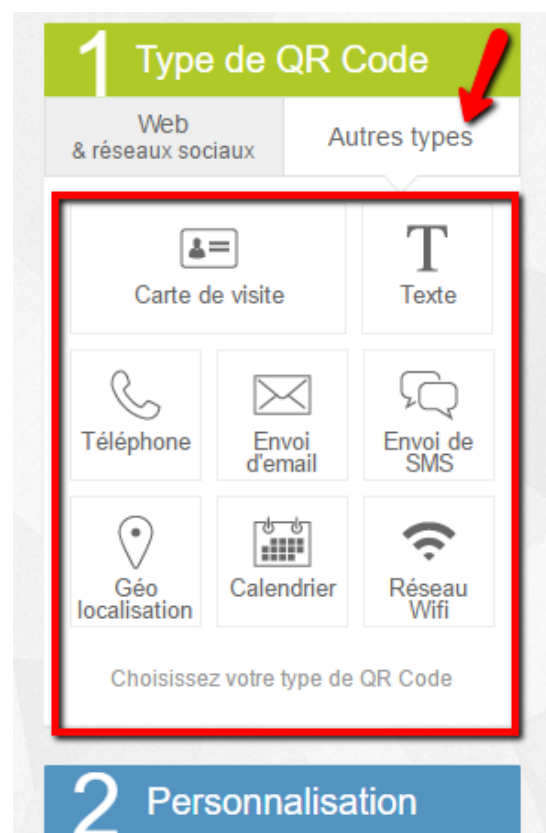 1 Type de QR Code
Web
& réseaux sociaux
Autres types
Carte de visite
T
Texte
Téléphone
Envoi
d'email
Envoi de
SMS
Géo
localisation
Calendrier
Réseau
Wifi
Choisissez votre type de QR Code
2 Personnalisation